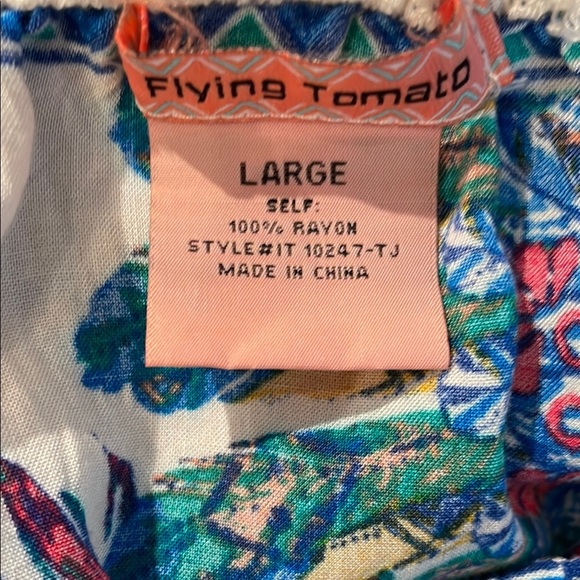 Flying Tomato
LARGE
SELF:
100% RAYON
STYLE#IT 10247-TJ
MADE IN CHINA